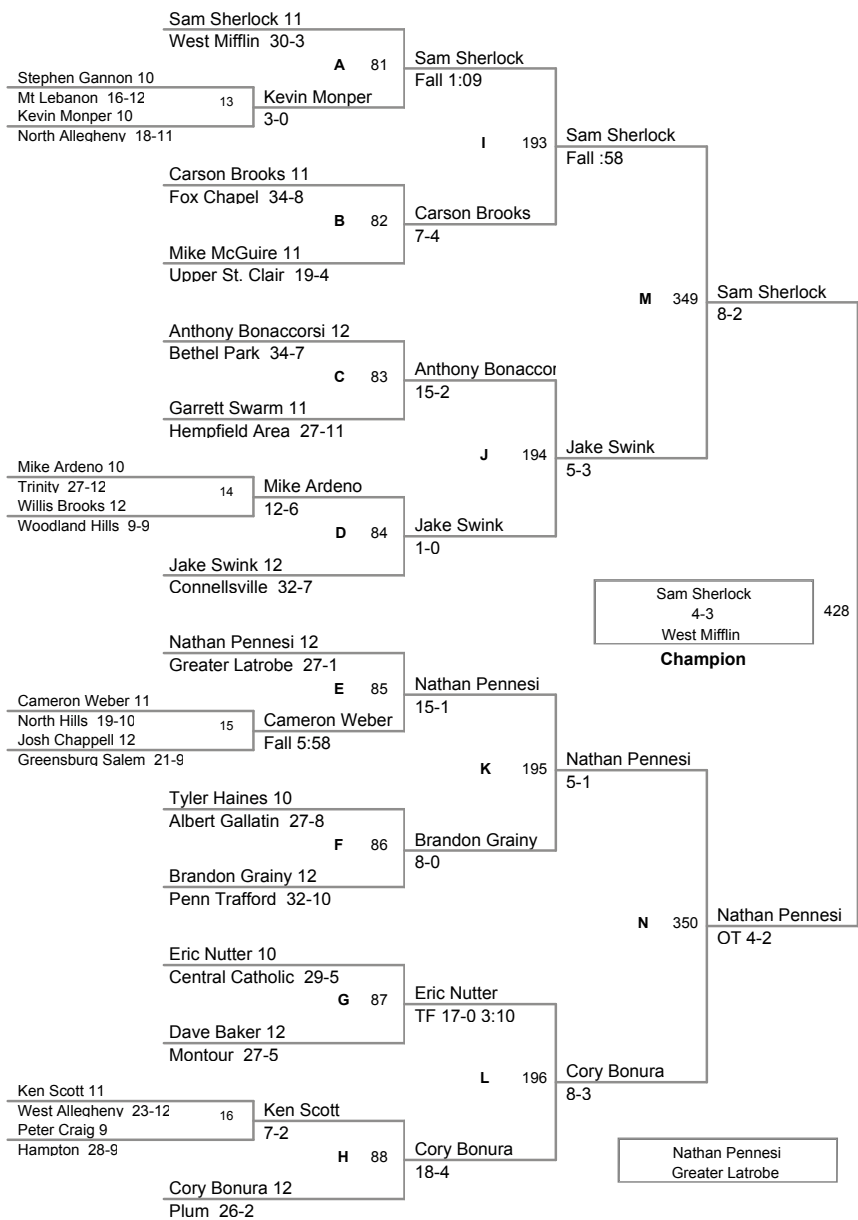 Sam Sherlock 11
West Mifflin 30-3
A 81
Sam Sherlock
Fall 1:09
Stephen Gannon 10
Mt Lebanon 16-12
13
Kevin Monper
Kevin Monper 10
3-0
North Allegheny 18-11
I 193
Sam Sherlock
Fall :58
Carson Brooks 11
Fox Chapel 34-8
B 82
Carson Brooks
7-4
Mike McGuire 11
Upper St. Clair 19-4
M 349
Sam Sherlock
8-2
Anthony Bonaccorsi 12
Bethel Park 34-7
C 83
Anthony Bonaccor
15-2
Garrett Swarm 11
Hempfield Area 27-11
J 194
Jake Swink
5-3
Mike Ardeno 10
Trinity 27-12
14
Mike Ardeno
Willis Brooks 12
12-6
Woodland Hills 9-9
D 84
Jake Swink
1-0
Jake Swink 12
Connellsville 32-7
Sam Sherlock
4-3
West Mifflin
428
Champion
Nathan Pennesi 12
Greater Latrobe 27-1
E 85
Nathan Pennesi
15-1
Cameron Weber 11
North Hills 19-10
15
Cameron Weber
Josh Chappell 12
Fall 5:58
Greensburg Salem 21-9
K 195
Nathan Pennesi
5-1
Tyler Haines 10
Albert Gallatin 27-8
F 86
Brandon Grainy
8-0
Brandon Grainy 12
Penn Trafford 32-10
N 350
Nathan Pennesi
OT 4-2
Eric Nutter 10
Central Catholic 29-5
G 87
Eric Nutter
TF 17-0 3:10
Dave Baker 12
Montour 27-5
L 196
Cory Bonura
8-3
Ken Scott 11
West Allegheny 23-12
16
Ken Scott
Peter Craig 9
7-2
Hampton 28-9
H 88
Cory Bonura
18-4
Cory Bonura 12
Plum 26-2
Nathan Pennesi
Greater Latrobe